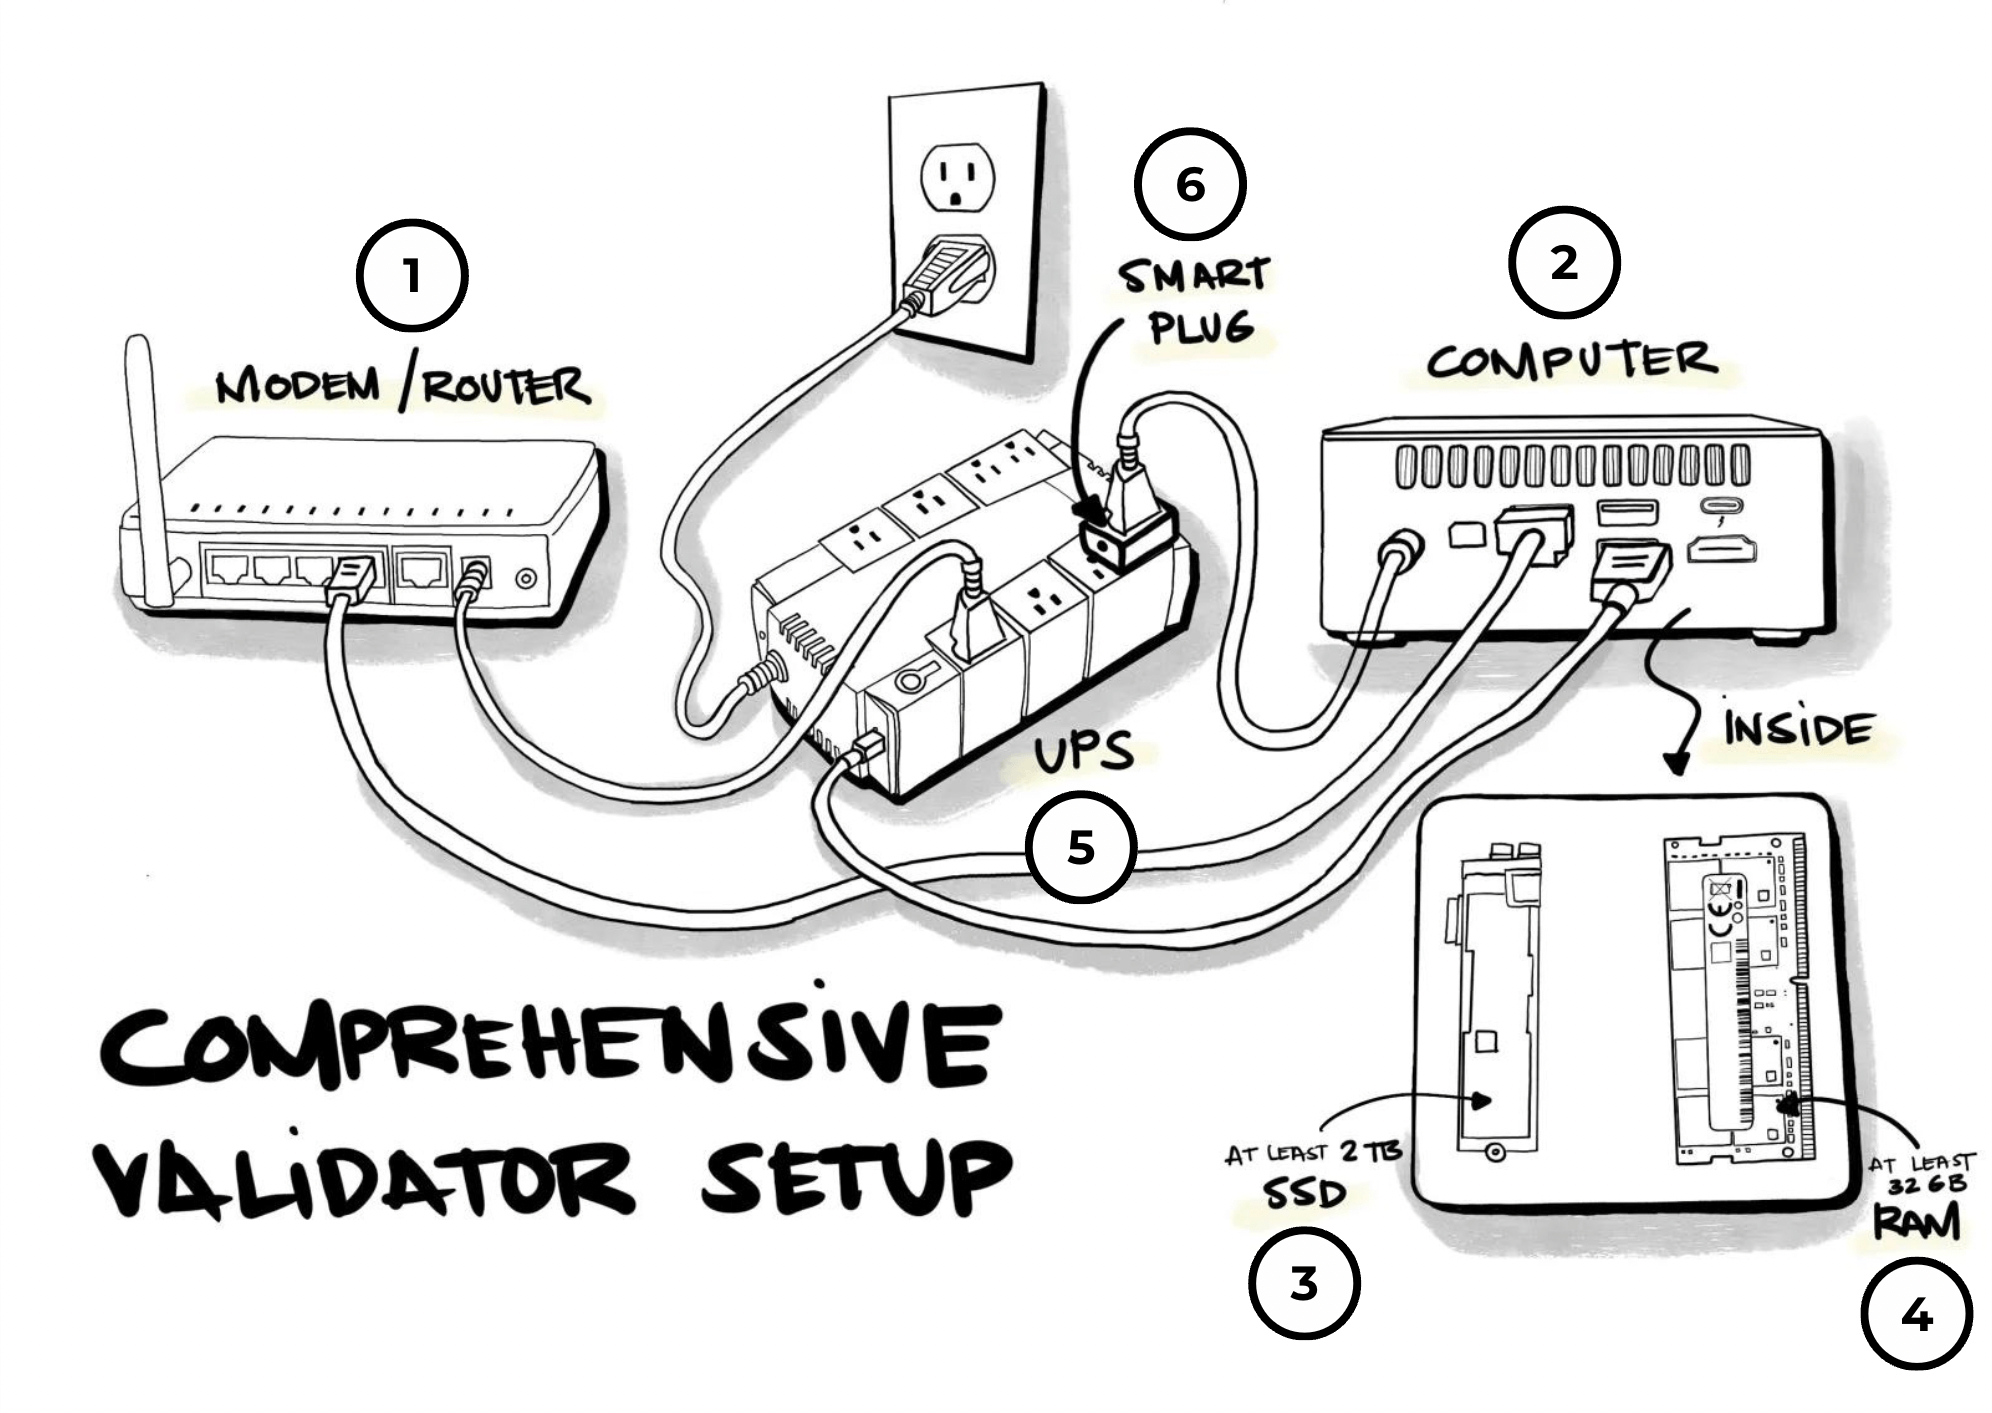 1
MODEM / ROUTER
6
SMART
PLUG
2
COMPUTER
UPS
5
INSIDE
COMPREHENSIVE
VALIDATOR SETUP
AT LEAST 2 TB
SSD
3
AT LEAST
32 GB
RAM
4
CE